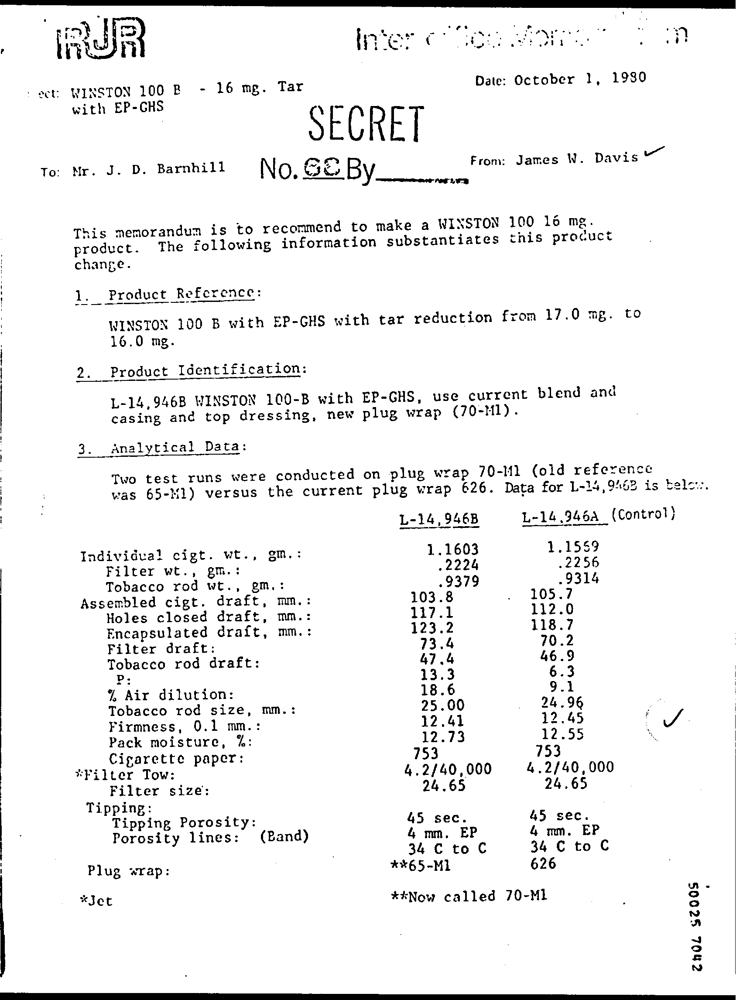 RJR
Inter
Date: October 1, 1980
WINSTON 100 B - 16 mg. Tar
with EP-GHS
SECRET
No. By
To: Mr. J. D. Barnhill
From: James W. Davis
This memorandum is to recommend to make a WINSTON 100 16 mg.
product. The following information substantiates this product
change.
1. Product Reference:
WINSTON 100 B with EP-GHS with tar reduction from 17.0 mg. to
16.0 mg.
2. Product Identification:
L-14,946B WINSTON 100-B with EP-GHS, use current blend and
casing and top dressing, new plug wrap (70-M1).
3. Analytical Data:
Two test runs were conducted on plug wrap 70-M1 (old reference
was 65-M1) versus the current plug wrap 626. Data for L-14,946B is below.
L-14,946B L-14,946A (Control)
Individual cigt. wt., gm.: 1.1603 1.1559
Filter wt., gm.: .2224 .2256
Tobacco rod wt., gm.: .9379 .9314
Assembled cigt. draft, mm.: 103.8 105.7
Holes closed draft, mm.: 117.1 112.0
Encapsulated draft, mm.: 123.2 118.7
Filter draft: 73.4 70.2
Tobacco rod draft: 47.4 46.9
P: 13.3 6.3
% Air dilution: 18.6 9.1
Tobacco rod size, mm.: 25.00 24.96
Firmness, 0.1 mm.: 12.41 12.45
Pack moisture, %: 12.73 12.55
Cigarette paper: 753 753
*Filter Tow: 4.2/40,000 4.2/40,000
Filter size: 24.65 24.65
Tipping:
Tipping Porosity: 45 sec. 45 sec.
Porosity lines: (Band) 4 mm. EP 4 mm. EP
34 C to C 34 C to C
Plug wrap: **65-M1 626
*Jet **Now called 70-M1
50025 7042